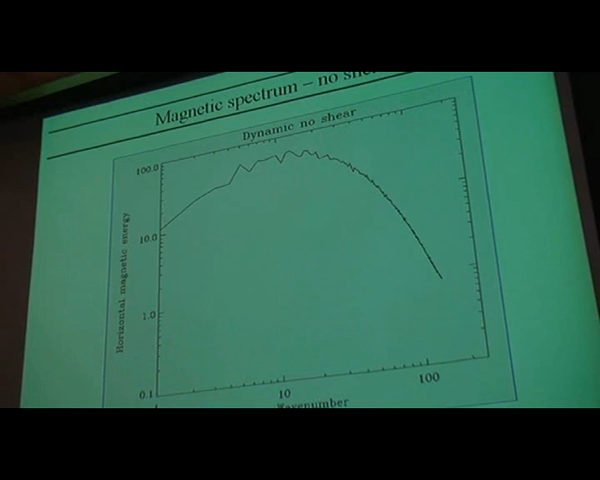 Magnetic spectrum – no
Dynamic no shear
100.0
10.0
1.0
0.1
Horizontal magnetic energy
10
100
Wavenumber